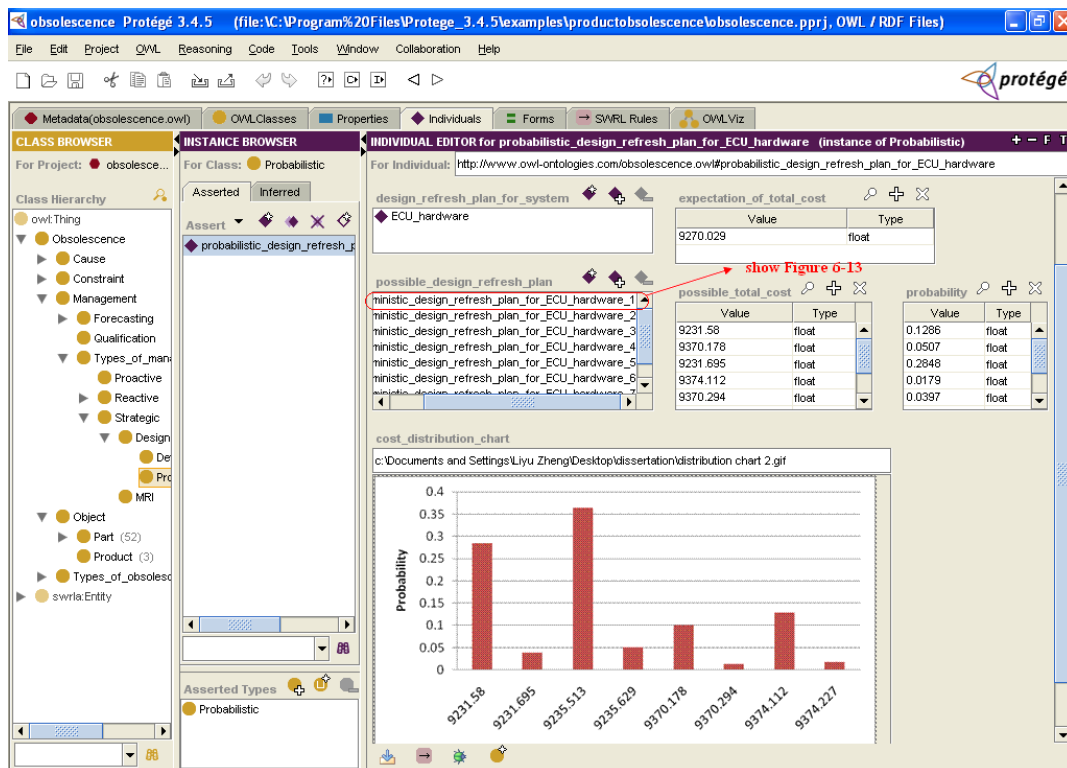 obsolescence Protégé 3.4.5 (file:\C:\Program%20Files\Protege_3.4.5\examples\productobsolescence\obsolescence.pprj, OWL / RDF Files)
File Edit Project OWL Reasoning Code Tools Window Collaboration Help
protégé
Metadata(obsolescence.owl) OWLClasses Properties Individuals Forms SWRL Rules OWLViz
CLASS BROWSER
For Project: obsolesce...
Class Hierarchy
owl:Thing
Obsolescence
Cause
Constraint
Management
Forecasting
Qualification
Types_of_mana
Proactive
Reactive
Strategic
Design
De
Pro
MRI
Object
Part (52)
Product (3)
Types_of_obsolesc
swrla:Entity
INSTANCE BROWSER
For Class: Probabilistic
Asserted Inferred
Assert
probabilistic_design_refresh_p
Asserted Types
Probabilistic
INDIVIDUAL EDITOR for probabilistic_design_refresh_plan_for_ECU_hardware (instance of Probabilistic) + - F T
For Individual: http://www.owl-ontologies.com/obsolescence.owl#probabilistic_design_refresh_plan_for_ECU_hardware
design_refresh_plan_for_system
ECU_hardware
expectation_of_total_cost
Value Type
9270.029 float
show Figure 6-13
possible_design_refresh_plan
ministic_design_refresh_plan_for_ECU_hardware_1
ministic_design_refresh_plan_for_ECU_hardware_2
ministic_design_refresh_plan_for_ECU_hardware_3
ministic_design_refresh_plan_for_ECU_hardware_4
ministic_design_refresh_plan_for_ECU_hardware_5
ministic_design_refresh_plan_for_ECU_hardware_6
ministic_design_refresh_plan_for_ECU_hardware_7
possible_total_cost
Value Type
9231.58 float
9370.178 float
9231.695 float
9374.112 float
9370.294 float
probability
Value Type
0.1286 float
0.0507 float
0.2848 float
0.0179 float
0.0397 float
cost_distribution_chart
c:\Documents and Settings\Liyu Zheng\Desktop\dissertation\distribution chart 2.gif
Probability
0.4
0.35
0.3
0.25
0.2
0.15
0.1
0.05
0
9231.58 9231.695 9235.513 9235.629 9370.178 9370.294 9374.112 9374.227